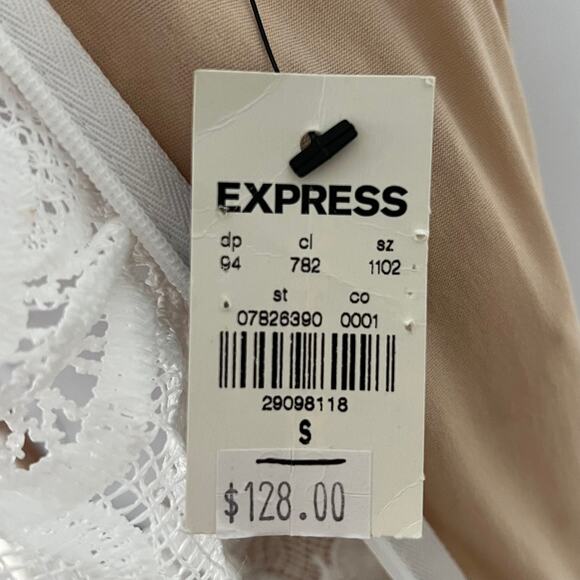 EXPRESS
dp cl sz
94 782 1102
st co
07826390 0001
29098118
S
$128.00